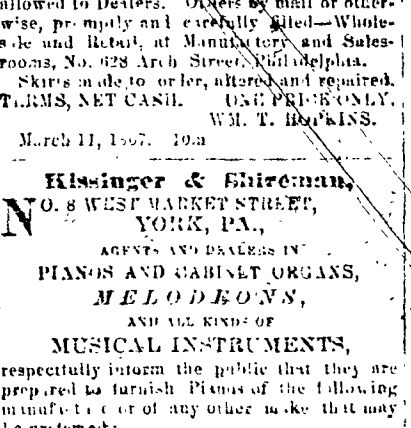 allowed to Dealers. Orders by mail or other-
wise, promptly and carefully filled—Whole-
sale and Retail, at Manufactory and Sales-
rooms, No. 628 Arch Street, Philadelphia.
Skirts made to order, altered and repaired.
TERMS, NET CASH. ONE PRICE ONLY.
WM. T. HOPKINS.
March 11, 1867. 10m
Kissinger & Shireman,
NO. 8 WEST MARKET STREET,
YORK, PA.,
AGENTS AND DEALERS IN
PIANOS AND CABINET ORGANS,
MELODEONS,
AND ALL KINDS OF
MUSICAL INSTRUMENTS,
respectfully inform the public that they are
prepared to furnish Pianos of the following
manufacture or of any other make that may
be preferred: